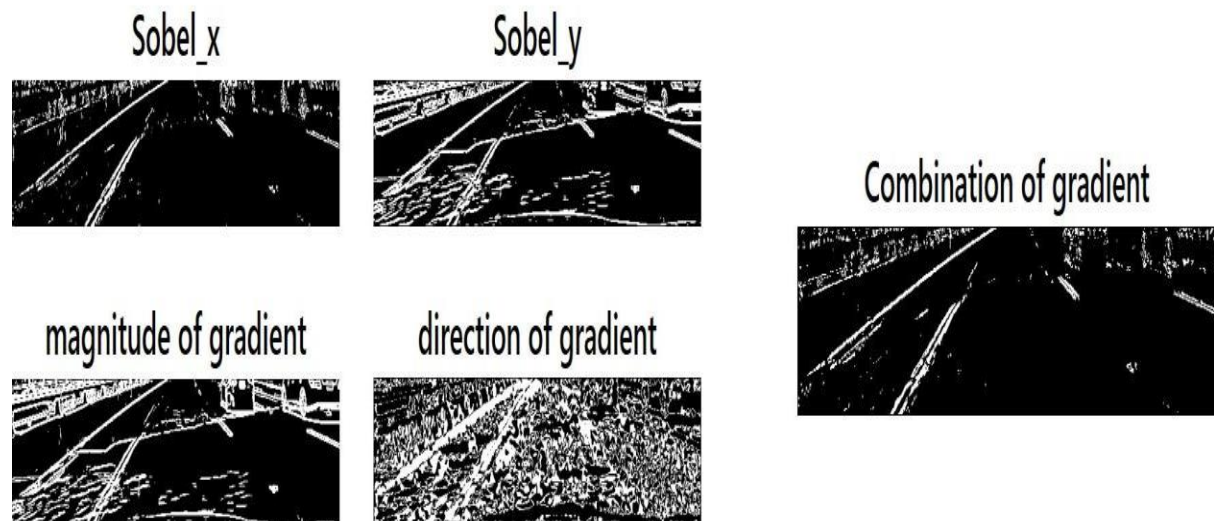 Sobel_x
Sobel_y
Combination of gradient
magnitude of gradient
direction of gradient